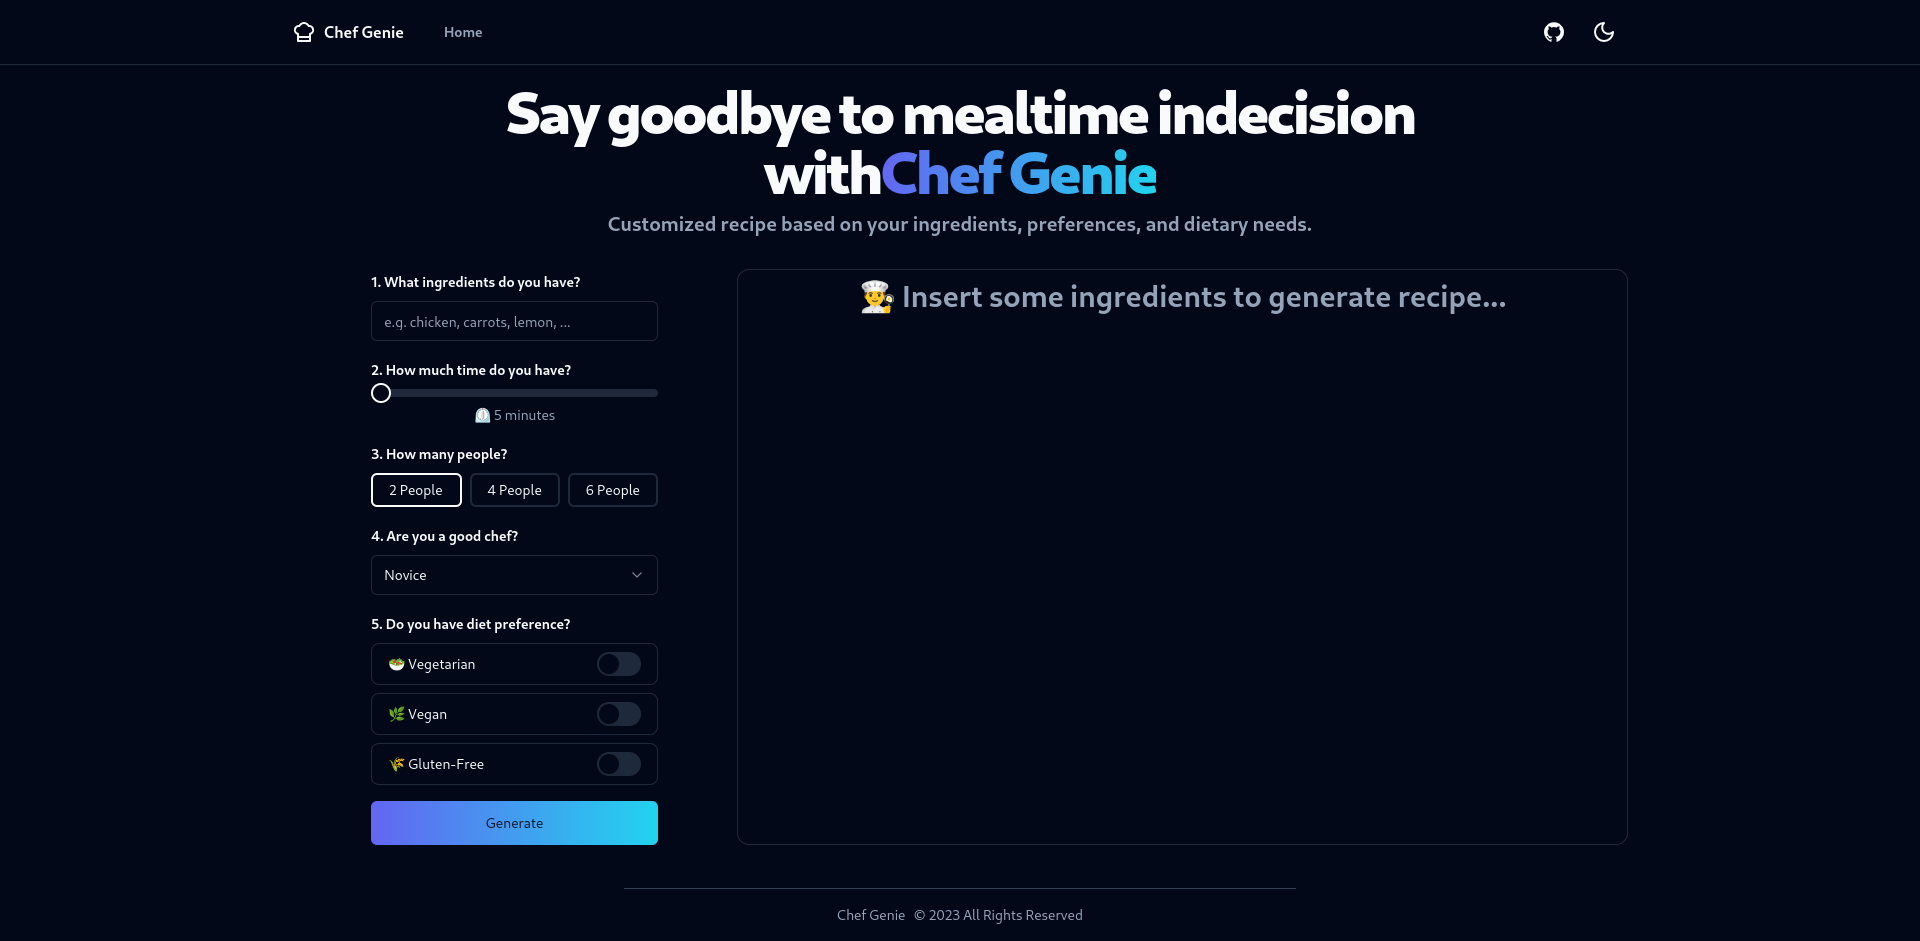 Chef Genie
Home
Say goodbye to mealtime indecision
withChef Genie
Customized recipe based on your ingredients, preferences, and dietary needs.
1. What ingredients do you have?
e.g. chicken, carrots, lemon, ...
2. How much time do you have?
⏲️ 5 minutes
3. How many people?
2 People
4 People
6 People
4. Are you a good chef?
Novice
5. Do you have diet preference?
🥗 Vegetarian
🌿 Vegan
🌾 Gluten-Free
Generate
👨‍🍳 Insert some ingredients to generate recipe...
Chef Genie © 2023 All Rights Reserved